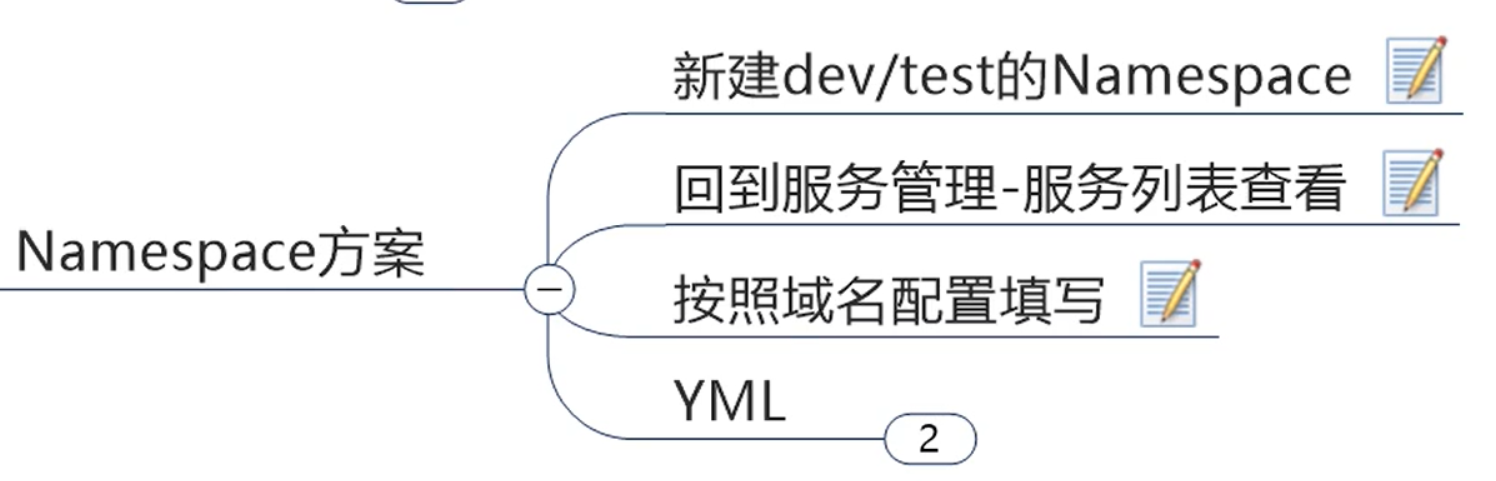 新建dev/test的Namespace
回到服务管理-服务列表查看
Namespace方案
按照域名配置填写
YML
2